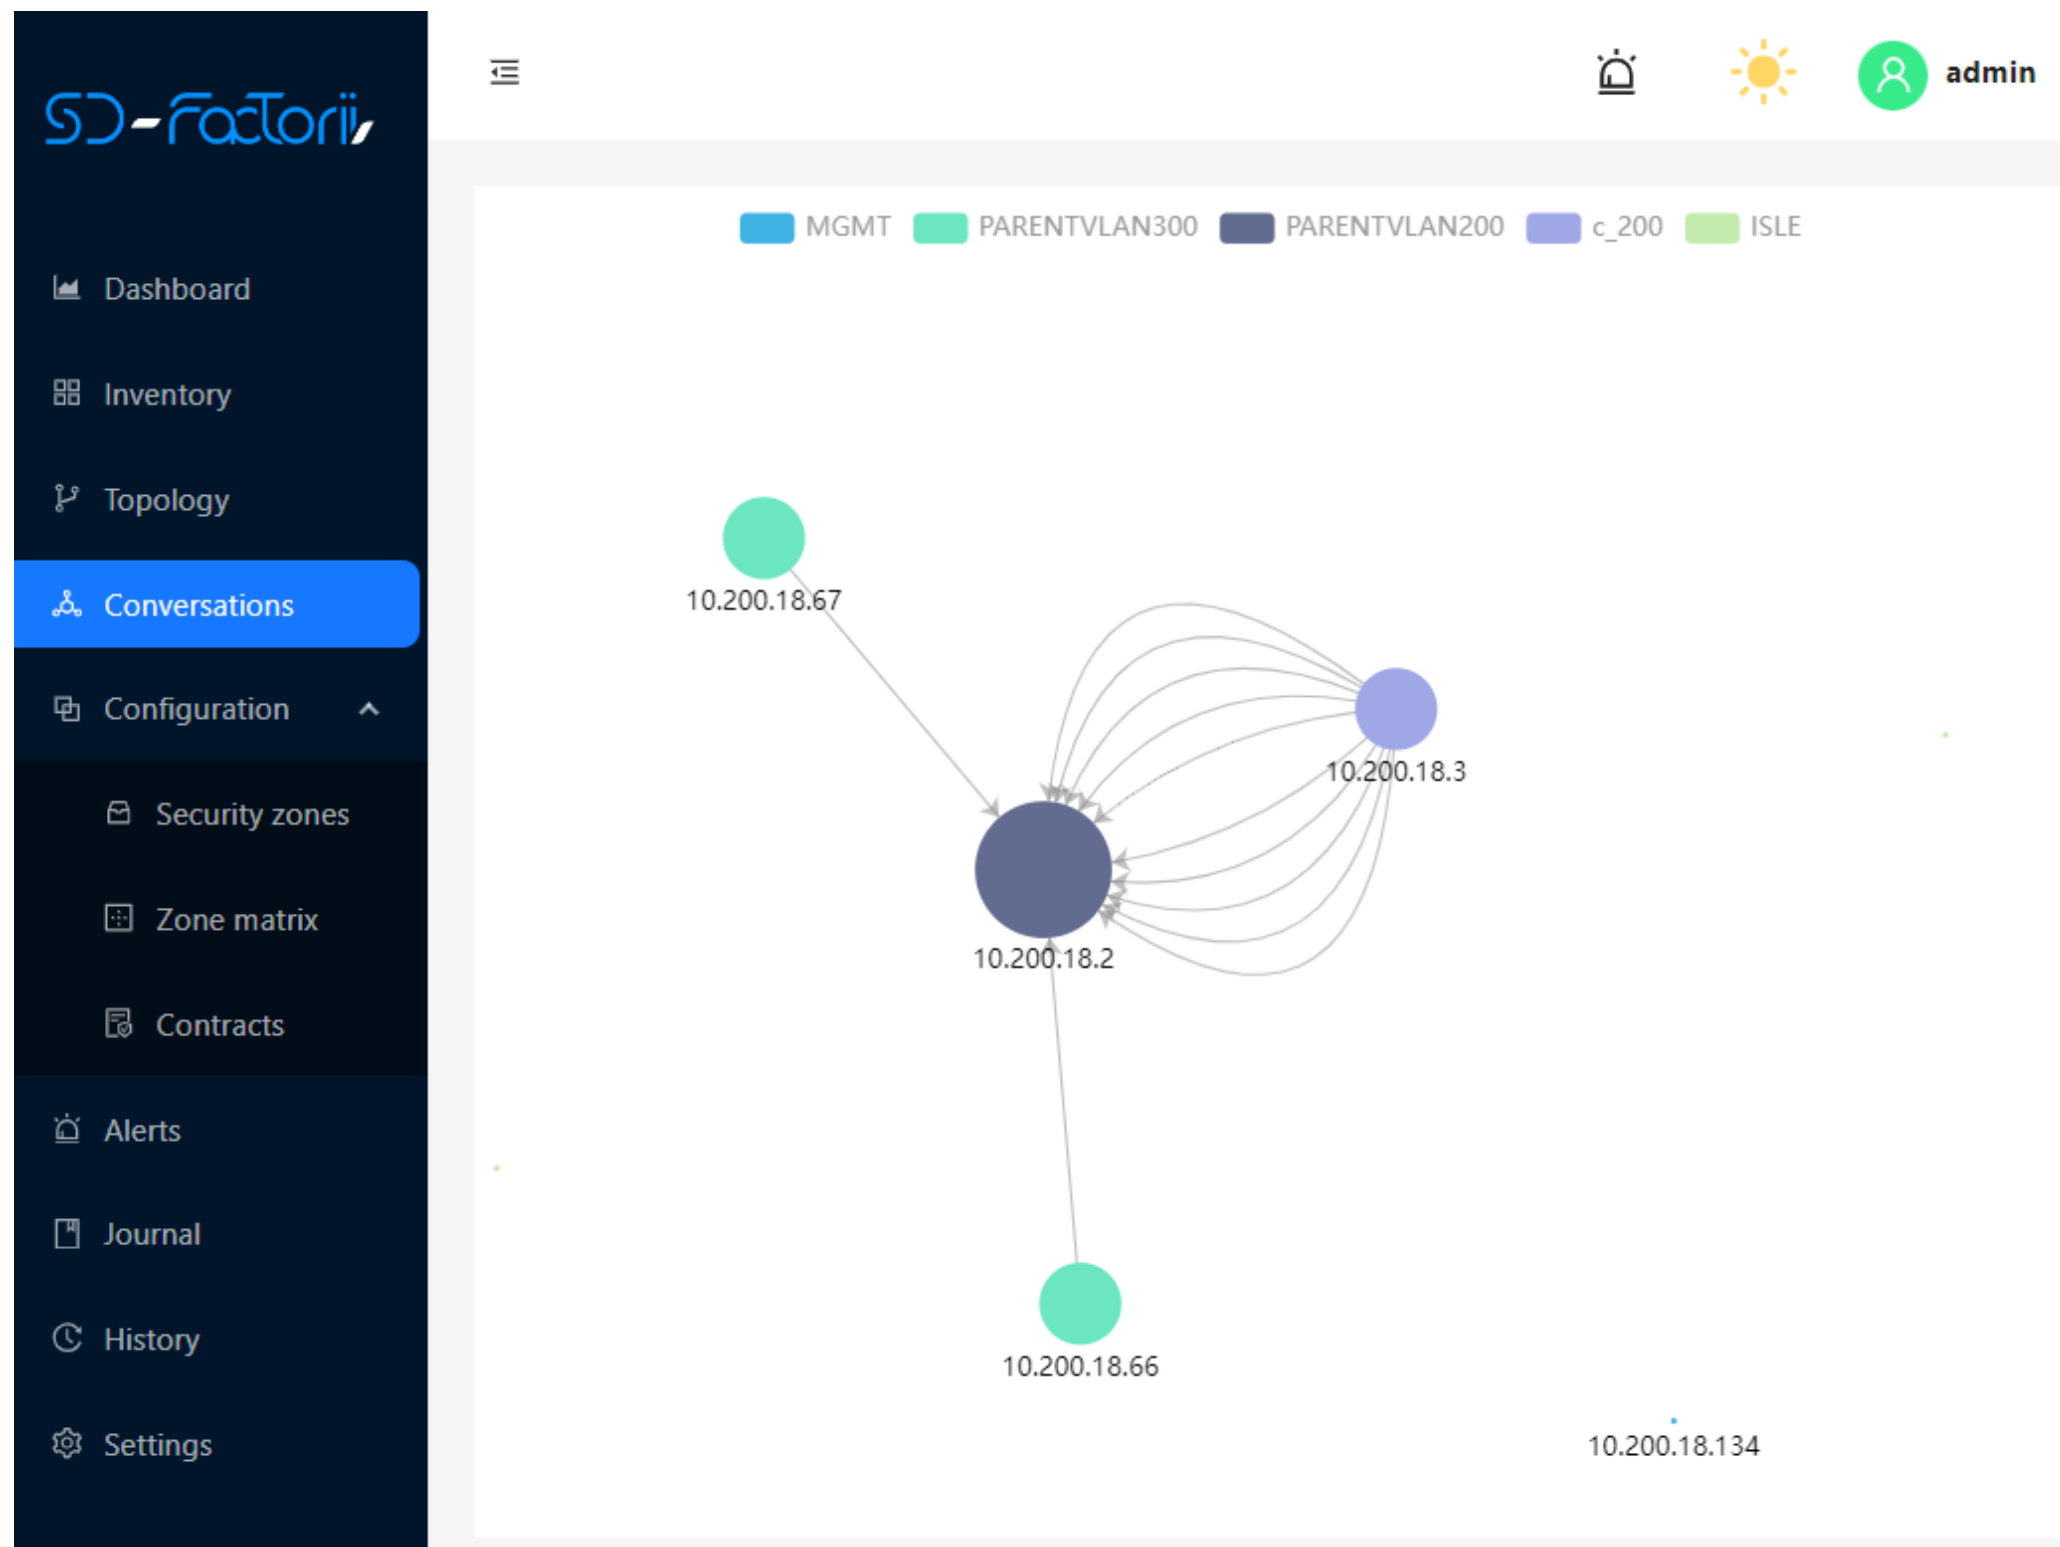 SD-Factorii
admin
MGMT PARENTVLAN300 PARENTVLAN200 c_200 ISLE
Dashboard
Inventory
Topology
Conversations
Configuration
Security zones
Zone matrix
Contracts
Alerts
Journal
History
Settings
10.200.18.67
10.200.18.3
10.200.18.2
10.200.18.66
10.200.18.134